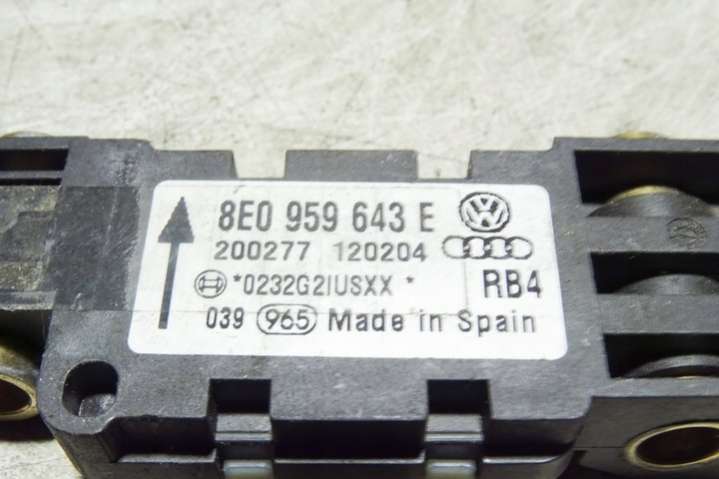 8E0 959 643 E
200277 120204
*0232G2IUSXX * RB4
039 965 Made in Spain